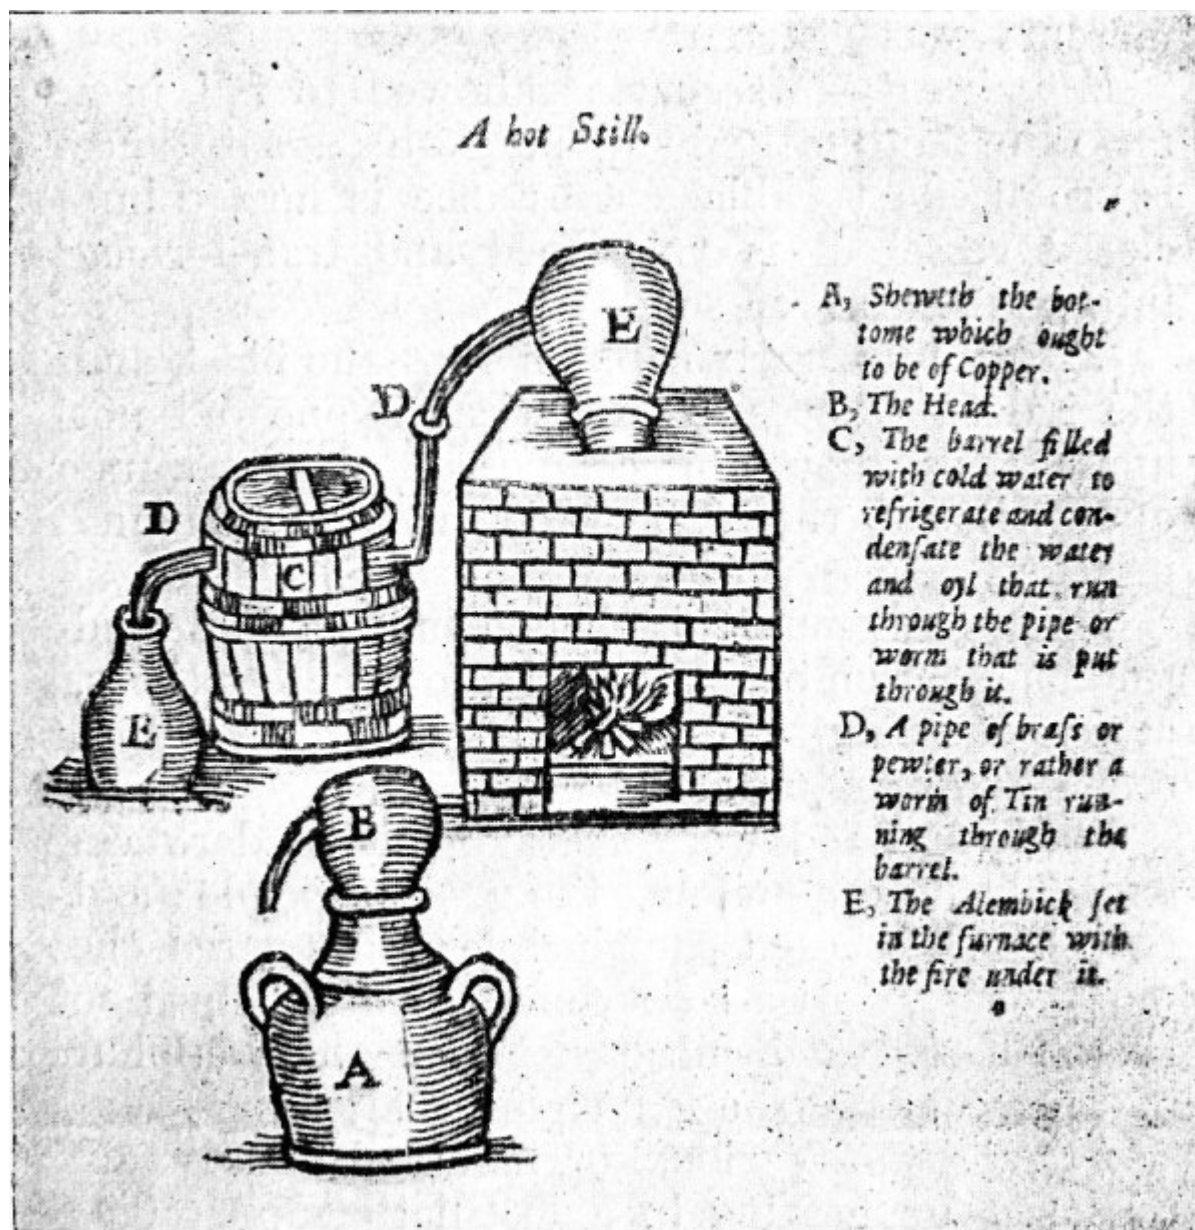 A hot Still.
E
D
D
C
E
B
A
A, Sheweth the bot-
tome which ought
to be of Copper.
B, The Head.
C, The barrel filled
with cold water to
refrigerate and con-
denſate the water
and oyl that run
through the pipe or
worm that is put
through it.
D, A pipe of braſs or
pewter, or rather a
worm of Tin run-
ning through the
barrel.
E, The Alembick ſet
in the furnace with
the fire under it.